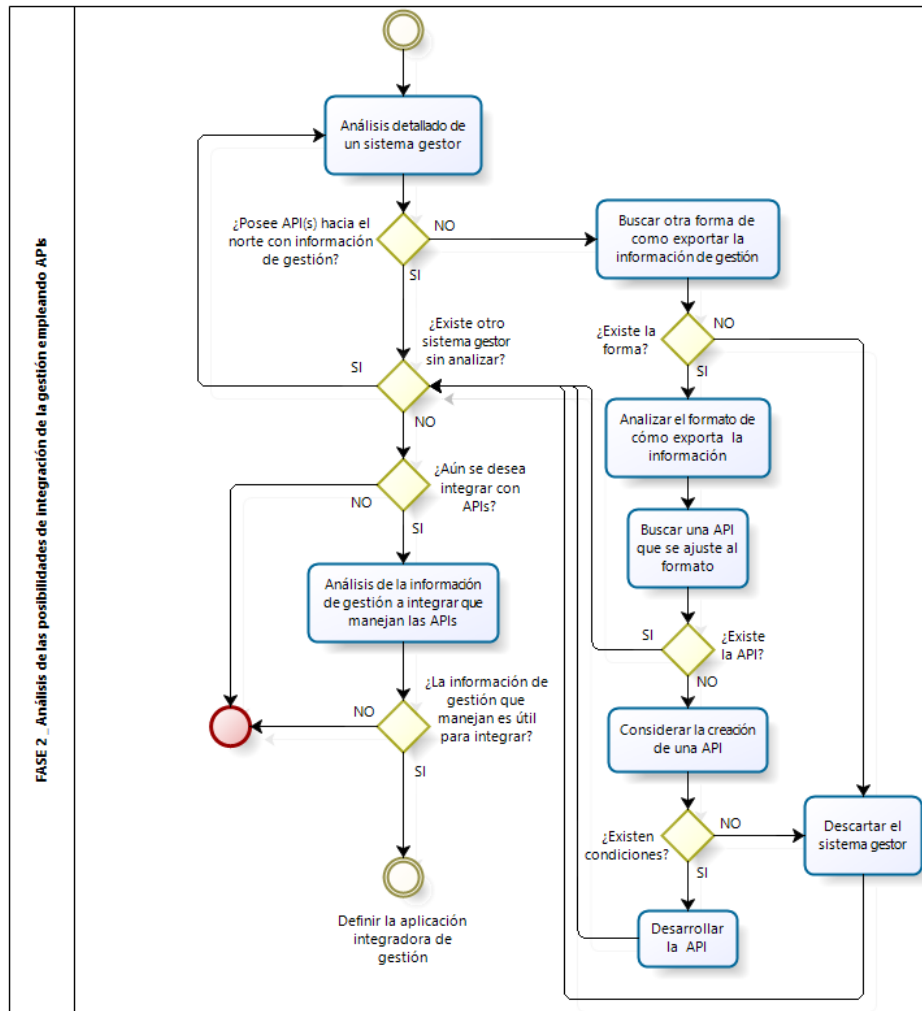 FASE 2_ Análisis de las posibilidades de integración de la gestión empleando APIs
Análisis detallado de
un sistema gestor
¿Posee API(s) hacia el
norte con información
de gestión?
NO
SI
Buscar otra forma de
como exportar la
información de gestión
¿Existe la
forma?
NO
SI
¿Existe otro
sistema gestor
sin analizar?
SI
NO
Analizar el formato de
cómo exporta la
información
¿Aún se desea
integrar con
APIs?
NO
SI
Buscar una API
que se ajuste al
formato
Análisis de la información
de gestión a integrar que
manejan las APIs
SI
¿Existe
la API?
NO
¿La información de
gestión que
manejan es útil
para integrar?
NO
SI
Considerar la creación
de una API
¿Existen
condiciones?
NO
SI
Descartar el
sistema gestor
Desarrollar
la API
Definir la aplicación
integradora de
gestión